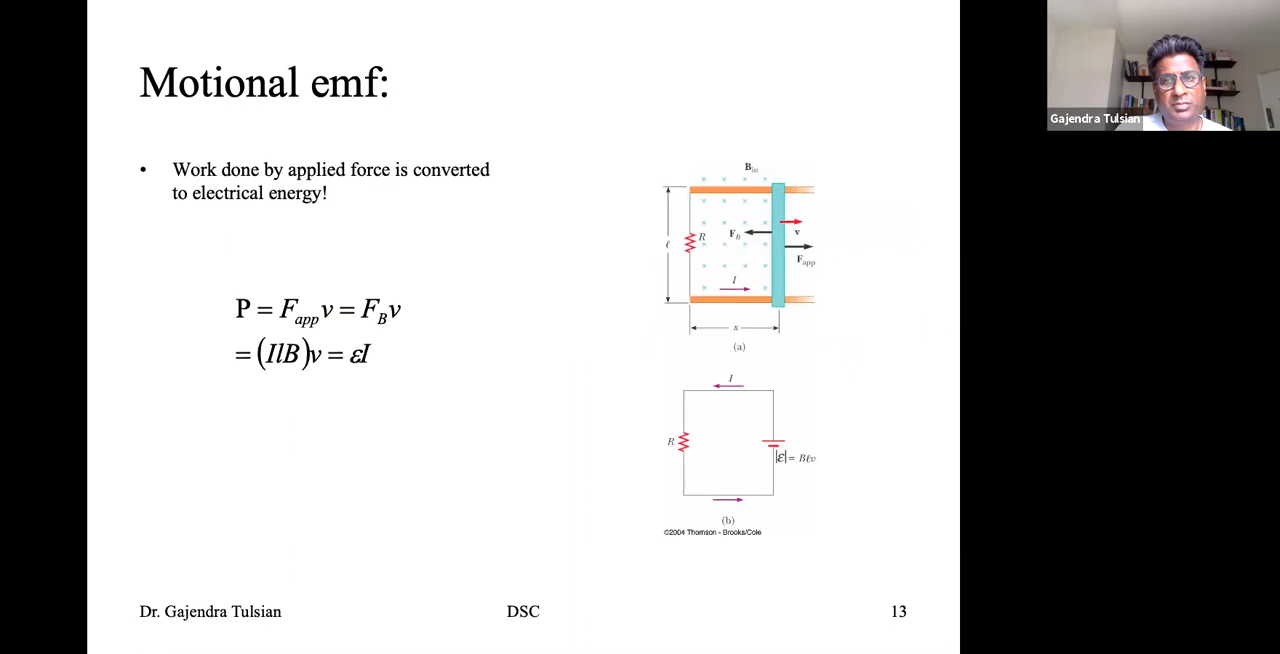 Motional emf:
Gajendra Tulsian
• Work done by applied force is converted
to electrical energy!
P = F_app v = F_B v
= (IlB)v = εI
B_in
ℓ
R
F_B
v
F_app
I
x
(a)
I
R
|ε| = Bℓv
(b)
©2004 Thomson - Brooks/Cole
Dr. Gajendra Tulsian
DSC
13